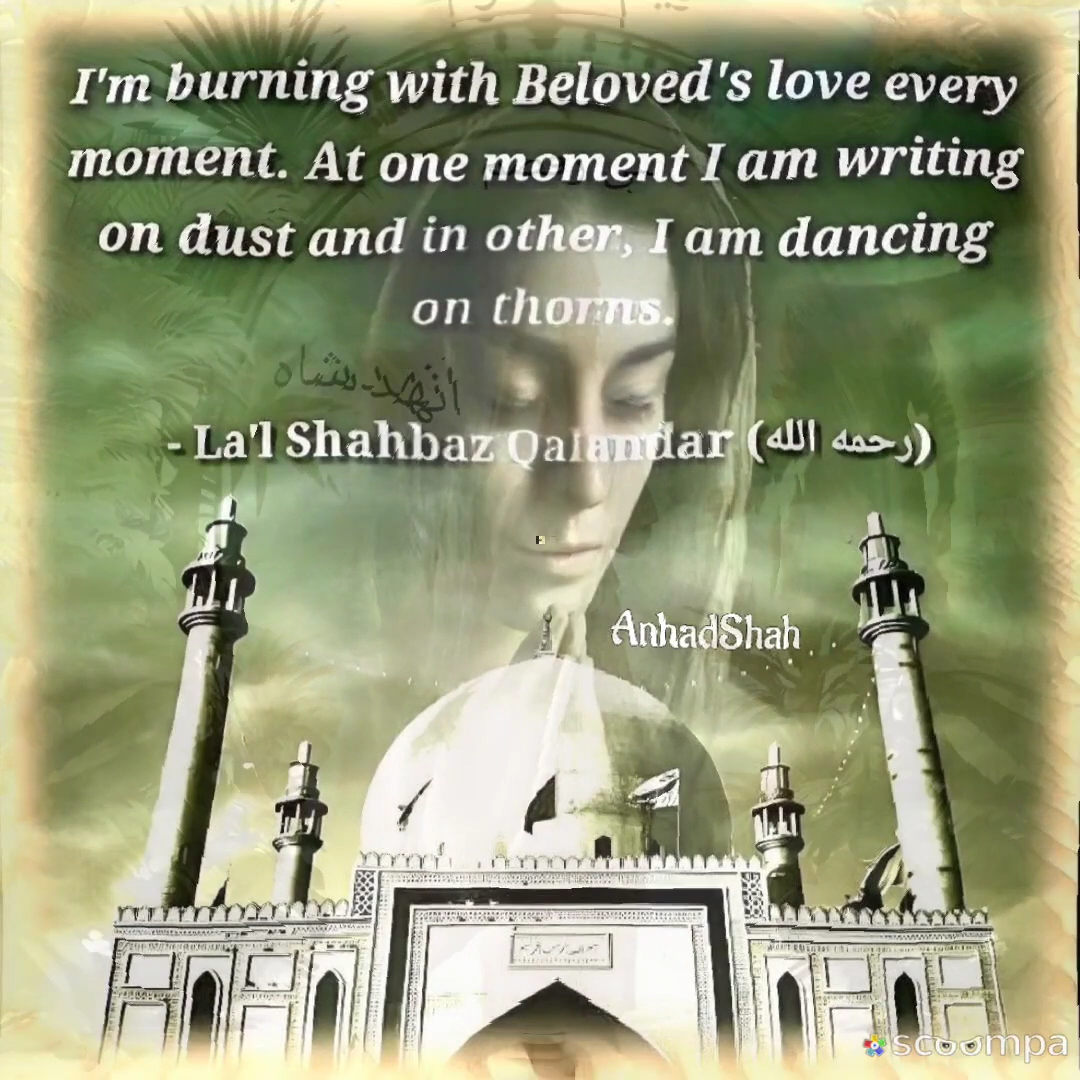 I'm burning with Beloved's love every
moment. At one moment I am writing
on dust and in other, I am dancing
on thorns.
انهد شاہ
- La'l Shahbaz Qalandar (رحمه الله)
AnhadShah
scoompa